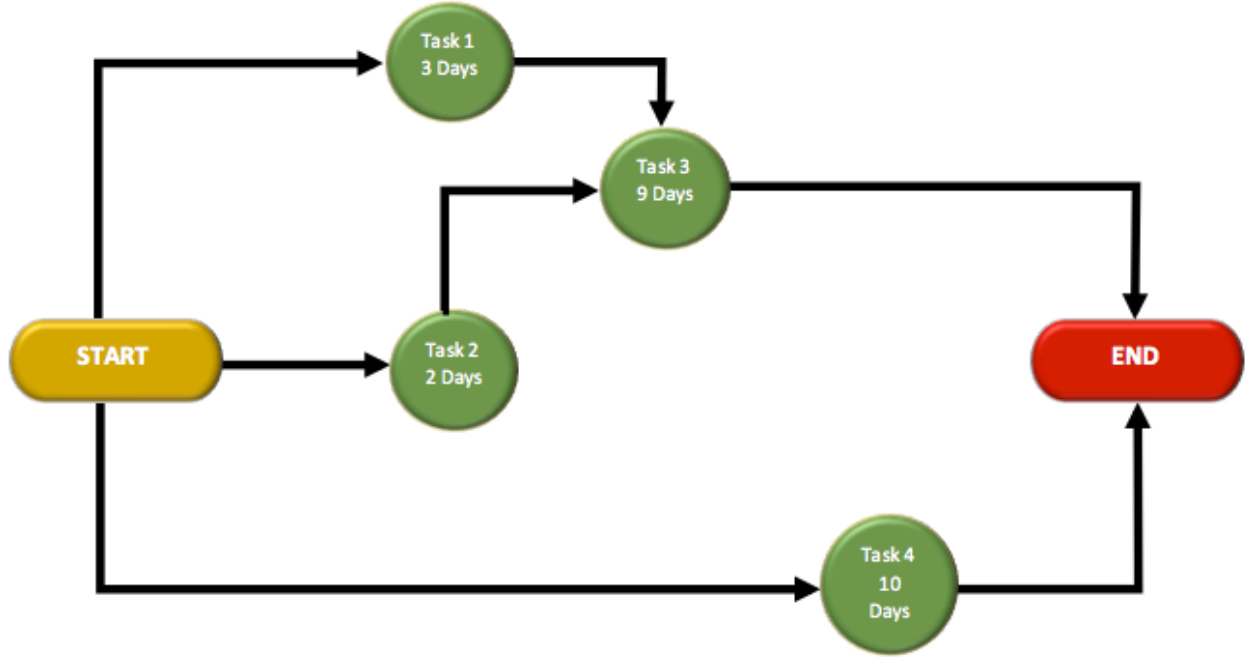 Task 1
3 Days
Task 3
9 Days
START
Task 2
2 Days
END
Task 4
10
Days